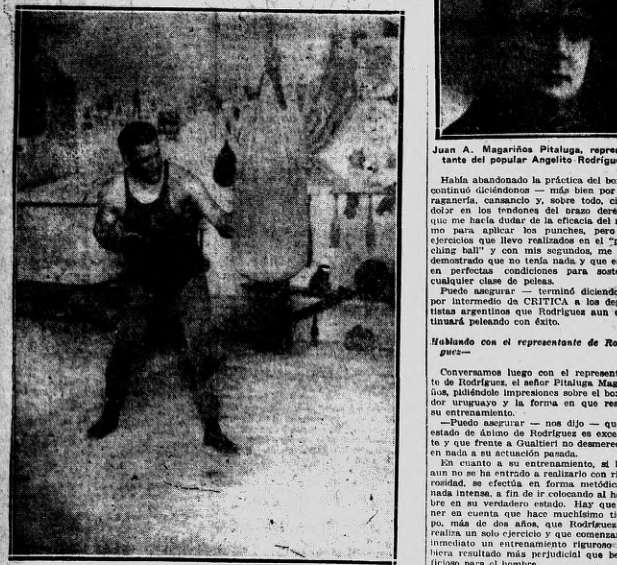 Juan A. Magariños Pitaluga, repre
tante del popular Angelito Rodrígu
Había abandonado la práctica del bo
continuó diciéndonos — más bien por
raganería, cansancio y, sobre todo, ci
dolor en los tendones del brazo dere
que me hacía dudar de la eficacia del
mo para aplicar los punches, pero
ejercicios que llevo realizados en el "p
ching ball" y con mis segundos, me
demostrado que no tenía nada y que e
en perfectas condiciones para soste
cualquier clase de peleas.
Puede asegurar — terminó diciendo
por intermedio de CRITICA a los dep
tistas argentinos que Rodríguez aun
tinuará peleando con éxito.
Hablando con el representante de Ro
guez—
Conversamos luego con el represent
te de Rodríguez, el señor Pitaluga Mag
ños, pidiéndole impresiones sobre el bo
dor uruguayo y la forma en que rea
su entrenamiento.
—Puedo asegurar — nos dijo — qu
estado de ánimo de Rodríguez es exce
te y que frente a Gualtieri no desmere
en nada a su actuación pasada.
En cuanto a su entrenamiento, si
aun no se ha entrado a realizarlo con ri
rosidad, se efectúa en forma metódic
nada intensa, a fin de ir colocando al h
bre en su verdadero estado. Hay que
ner en cuenta que hace muchísimo ti
po, más de dos años, que Rodríguez
realiza un solo ejercicio y que comenza
inmediato un entrenamiento riguroso
biera resultado más perjudicial que be
ficioso para el hombre.